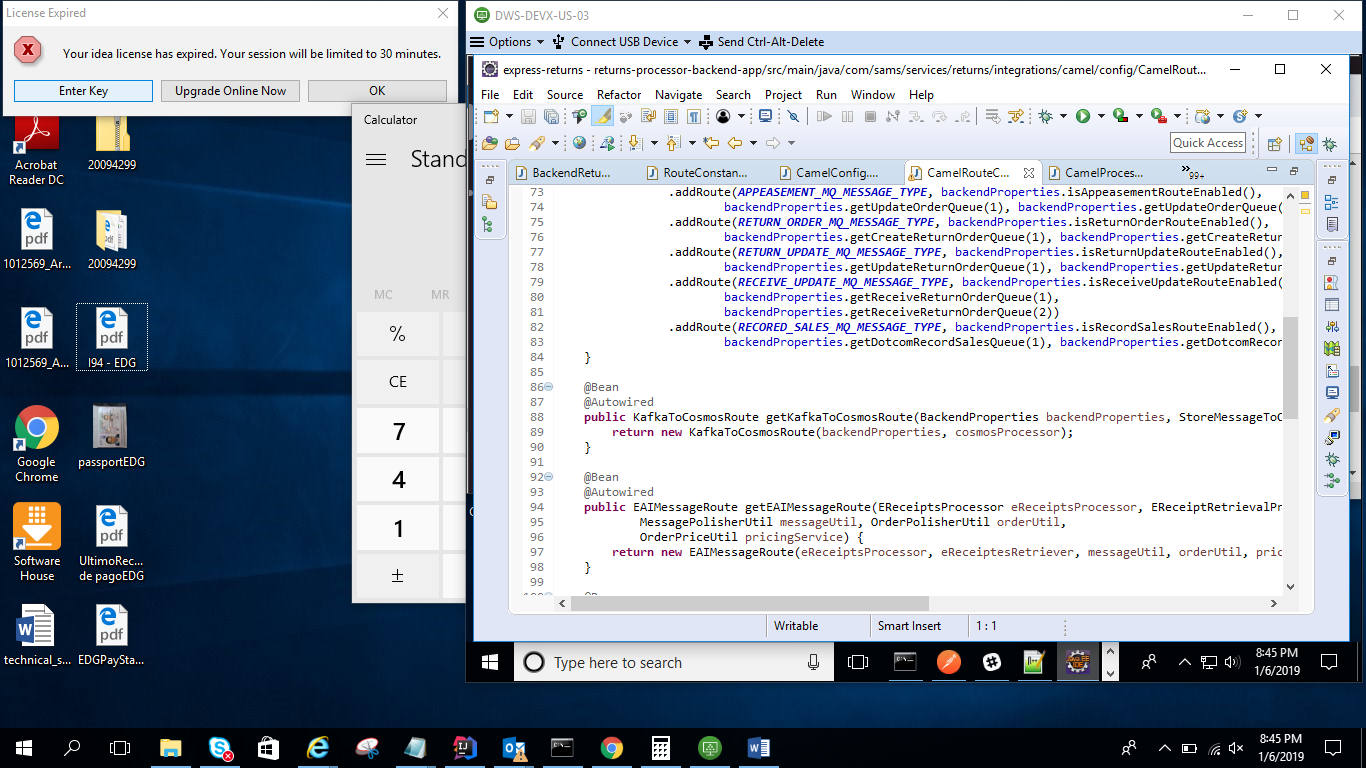 License Expired
Your idea license has expired. Your session will be limited to 30 minutes.
Enter Key
Upgrade Online Now
OK
Acrobat
Reader DC
20094299
1012569_Ar...
20094299
1012569_A...
I94 - EDG
Google
Chrome
passportEDG
Software
House
UltimoRec...
de pagoEDG
technical_s...
EDGPaySta...
Calculator
Stand
MC
MR
%
CE
7
4
1
±
DWS-DEVX-US-03
Options
Connect USB Device
Send Ctrl-Alt-Delete
express-returns - returns-processor-backend-app/src/main/java/com/sams/services/returns/integrations/camel/config/CamelRout...
File Edit Source Refactor Navigate Search Project Run Window Help
Quick Access
BackendRetu...
RouteConstan...
CamelConfig....
CamelRouteC...
CamelProces...
99+
73 .addRoute(APPEASEMENT_MQ_MESSAGE_TYPE, backendProperties.isAppeasementRouteEnabled(),
74 backendProperties.getUpdateOrderQueue(1), backendProperties.getUpdateOrderQueue(
75 .addRoute(RETURN_ORDER_MQ_MESSAGE_TYPE, backendProperties.isReturnOrderRouteEnabled(),
76 backendProperties.getCreateReturnOrderQueue(1), backendProperties.getCreateRetur
77 .addRoute(RETURN_UPDATE_MQ_MESSAGE_TYPE, backendProperties.isReturnUpdateRouteEnabled(),
78 backendProperties.getUpdateReturnOrderQueue(1), backendProperties.getUpdateRetur
79 .addRoute(RECEIVE_UPDATE_MQ_MESSAGE_TYPE, backendProperties.isReceiveUpdateRouteEnabled(
80 backendProperties.getReceiveReturnOrderQueue(1),
81 backendProperties.getReceiveReturnOrderQueue(2))
82 .addRoute(RECORED_SALES_MQ_MESSAGE_TYPE, backendProperties.isRecordSalesRouteEnabled(),
83 backendProperties.getDotcomRecordSalesQueue(1), backendProperties.getDotcomRecor
84 }
85
86 @Bean
87 @Autowired
88 public KafkaToCosmosRoute getKafkaToCosmosRoute(BackendProperties backendProperties, StoreMessageToC
89 return new KafkaToCosmosRoute(backendProperties, cosmosProcessor);
90 }
91
92 @Bean
93 @Autowired
94 public EAIMessageRoute getEAIMessageRoute(EReceiptsProcessor eReceiptsProcessor, EReceiptRetrievalPr
95 MessagePolisherUtil messageUtil, OrderPolisherUtil orderUtil,
96 OrderPriceUtil pricingService) {
97 return new EAIMessageRoute(eReceiptsProcessor, eReceiptesRetriever, messageUtil, orderUtil, pric
98 }
99
Writable
Smart Insert
1 : 1
Type here to search
8:45 PM
1/6/2019
8:45 PM
1/6/2019